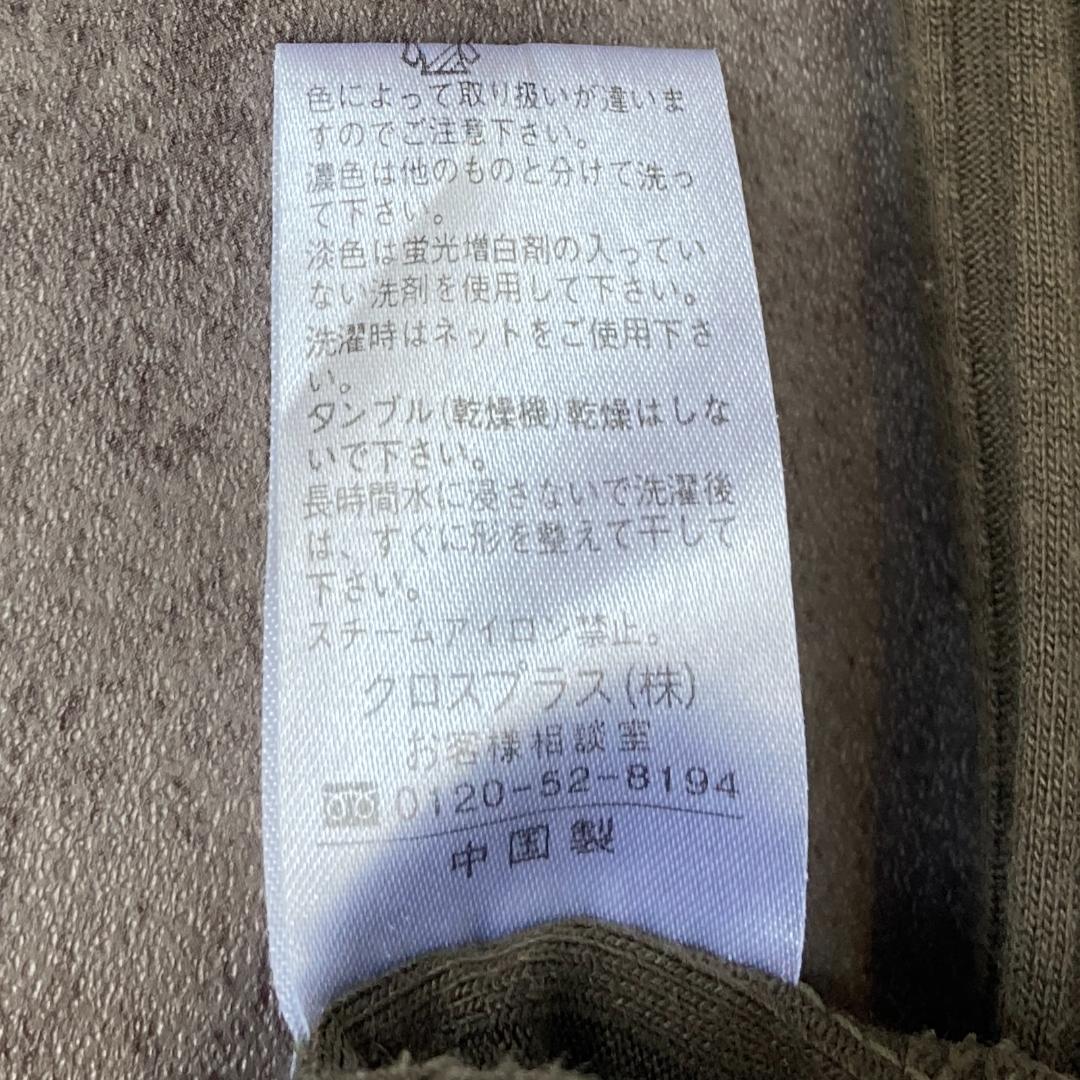 色によって取り扱いが違いま
すのでご注意下さい。
濃色は他のものと分けて洗っ
て下さい。
淡色は蛍光増白剤の入ってい
ない洗剤を使用して下さい。
洗濯時はネットをご使用下さ
い。
タンブル(乾燥機)乾燥はしな
いで下さい。
長時間水に浸さないで洗濯後
は、すぐに形を整えて干して
下さい。
スチームアイロン禁止。
クロスプラス(株)
お客様相談室
0120-52-8194
中国製